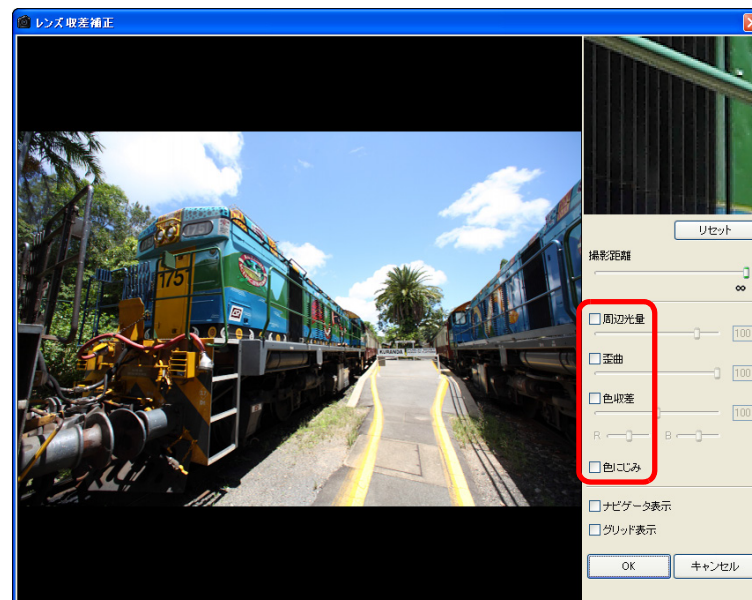 レンズ収差補正
リセット
撮影距離
∞
周辺光量
100
歪曲
100
色収差
100
R
B
色にじみ
ナビゲータ表示
グリッド表示
OK
キャンセル
175
KURANDA